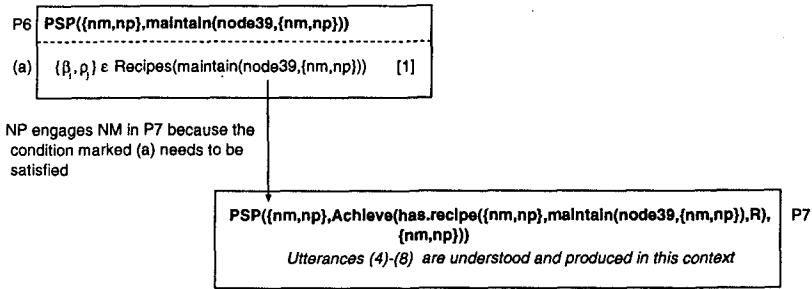 P6 PSP({nm,np},maintain(node39,{nm,np}))
(a) {βi, ρj} ε Recipes(maintain(node39,{nm,np})) [1]
NP engages NM in P7 because the
condition marked (a) needs to be
satisfied
PSP({nm,np},Achieve(has.recipe({nm,np},maintain(node39,{nm,np}),R), P7
{nm,np}))
Utterances (4)-(8) are understood and produced in this context